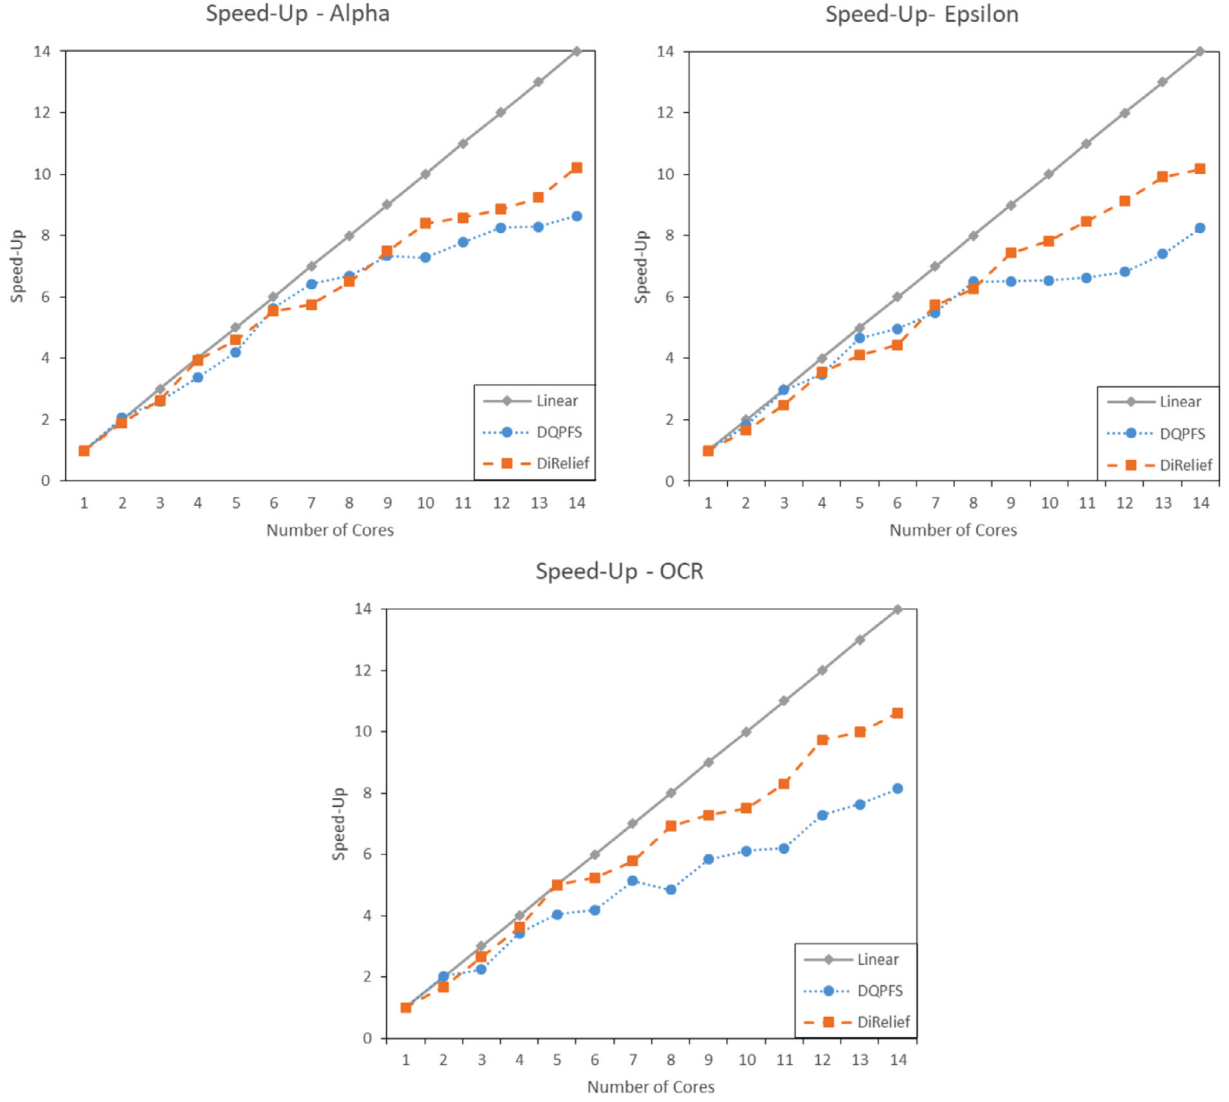 Speed-Up - Alpha
14
12
10
8
6
4
2
0
Speed-Up
1 2 3 4 5 6 7 8 9 10 11 12 13 14
Number of Cores
Linear
DQPFS
DiRelief
Speed-Up- Epsilon
14
12
10
8
6
4
2
0
Speed-Up
1 2 3 4 5 6 7 8 9 10 11 12 13 14
Number of Cores
Linear
DQPFS
DiRelief
Speed-Up - OCR
14
12
10
8
6
4
2
0
Speed-Up
1 2 3 4 5 6 7 8 9 10 11 12 13 14
Number of Cores
Linear
DQPFS
DiRelief